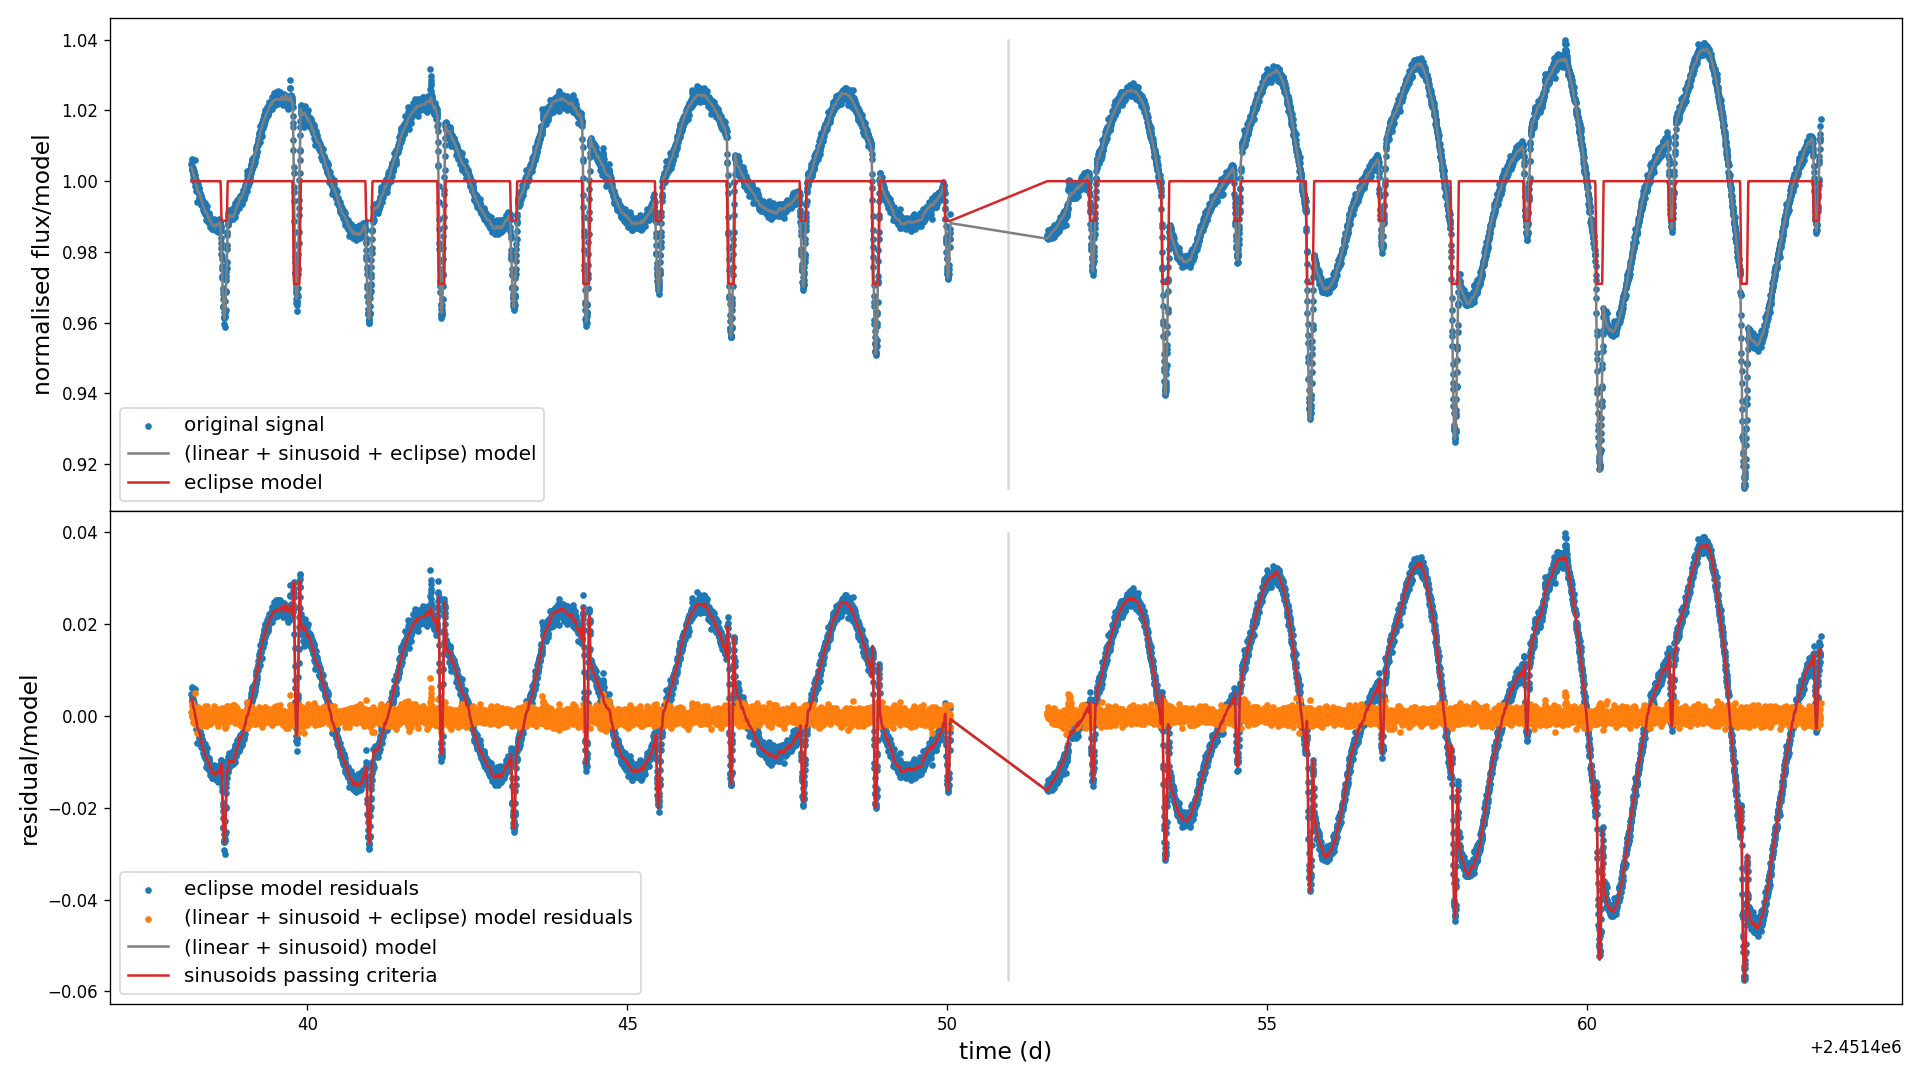 1.04
1.02
1.00
0.98
0.96
0.94
0.92
normalised flux/model
original signal
(linear + sinusoid + eclipse) model
eclipse model
0.04
0.02
0.00
−0.02
−0.04
−0.06
residual/model
eclipse model residuals
(linear + sinusoid + eclipse) model residuals
(linear + sinusoid) model
sinusoids passing criteria
40 45 50 55 60
time (d)
+2.4514e6